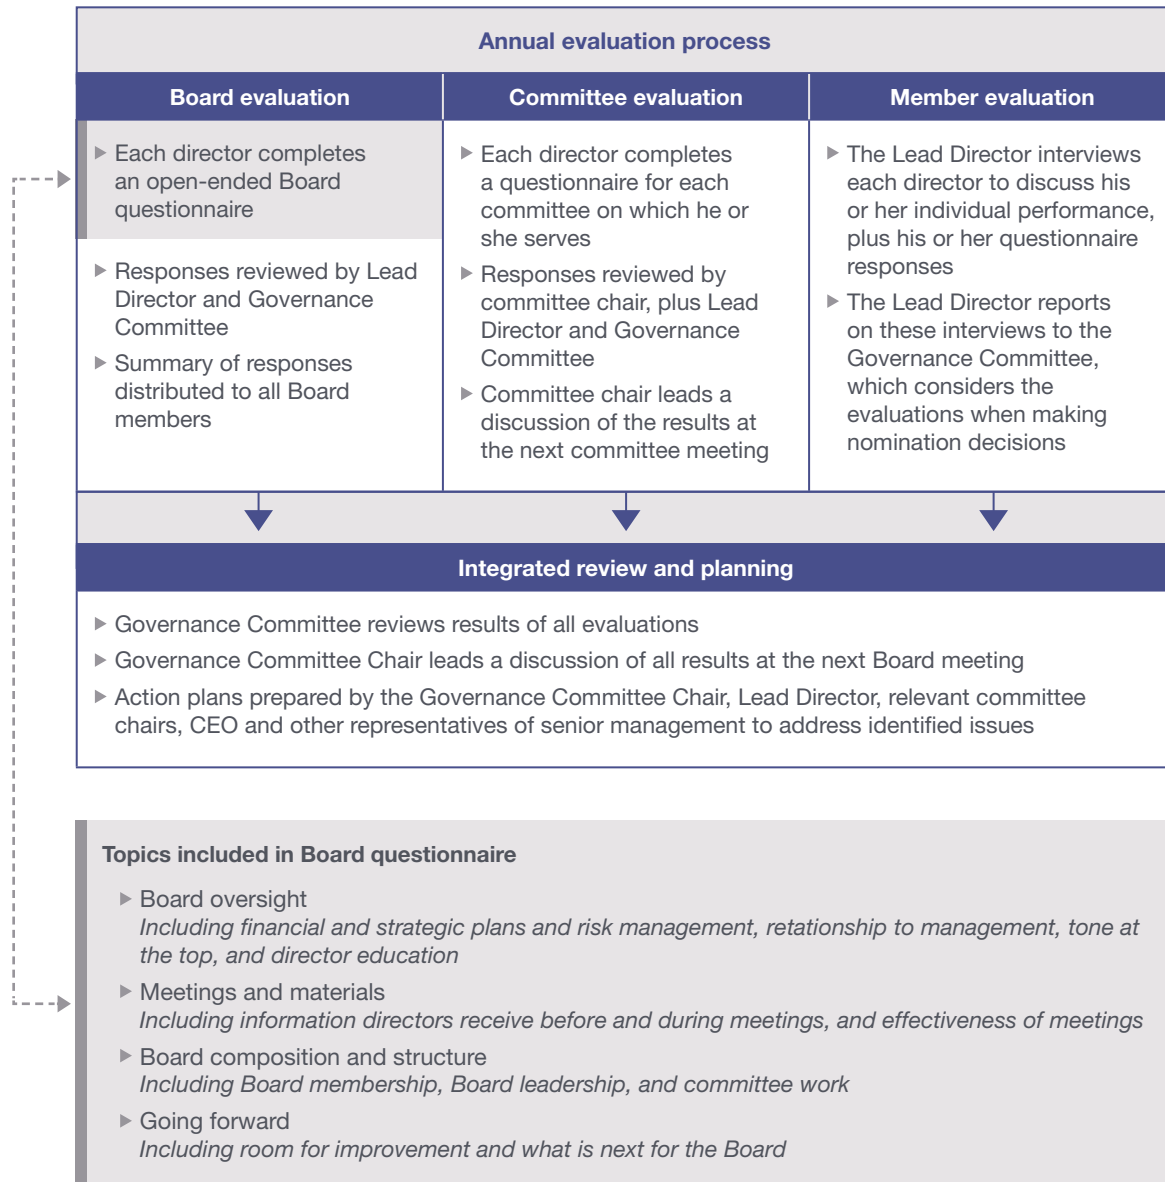 Annual evaluation process
Board evaluation
Each director completes
an open-ended Board
questionnaire
Responses reviewed by Lead
Director and Governance
Committee
Summary of responses
distributed to all Board
members
Committee evaluation
Each director completes
a questionnaire for each
committee on which he or
she serves
Responses reviewed by
committee chair, plus Lead
Director and Governance
Committee
Committee chair leads a
discussion of the results at
the next committee meeting
Member evaluation
The Lead Director interviews
each director to discuss his
or her individual performance,
plus his or her questionnaire
responses
The Lead Director reports
on these interviews to the
Governance Committee,
which considers the
evaluations when making
nomination decisions
Integrated review and planning
Governance Committee reviews results of all evaluations
Governance Committee Chair leads a discussion of all results at the next Board meeting
Action plans prepared by the Governance Committee Chair, Lead Director, relevant committee
chairs, CEO and other representatives of senior management to address identified issues
Topics included in Board questionnaire
Board oversight
Including financial and strategic plans and risk management, relationship to management, tone at
the top, and director education
Meetings and materials
Including information directors receive before and during meetings, and effectiveness of meetings
Board composition and structure
Including Board membership, Board leadership, and committee work
Going forward
Including room for improvement and what is next for the Board